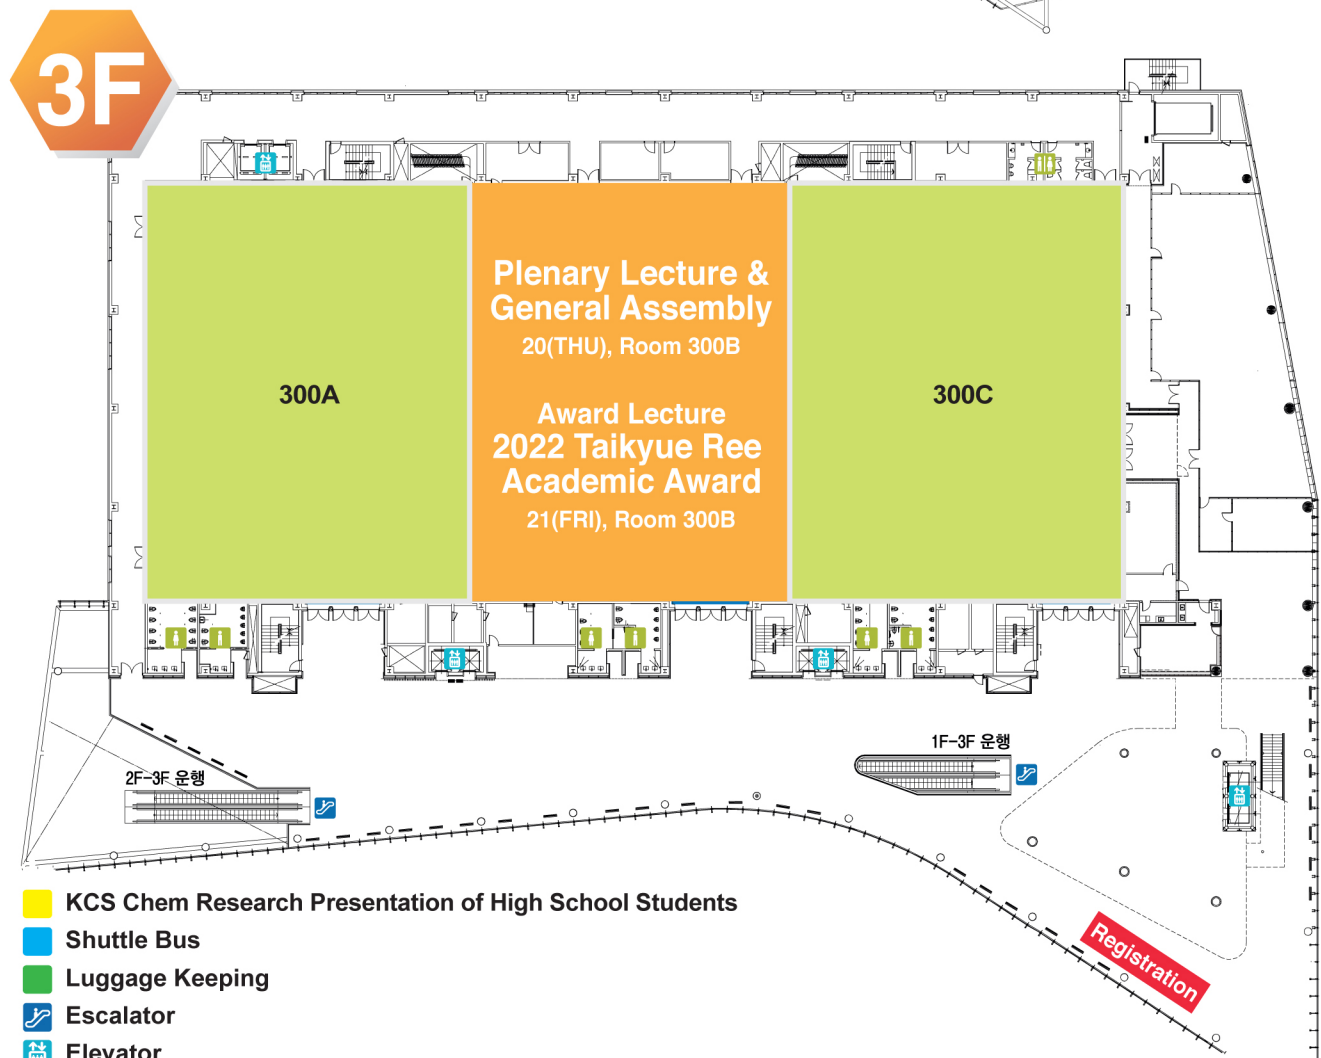 3F
Plenary Lecture &
General Assembly
20(THU), Room 300B
300A
300C
Award Lecture
2022 Taikyue Ree
Academic Award
21(FRI), Room 300B
1F-3F 운행
2F-3F 운행
KCS Chem Research Presentation of High School Students
Registration
Shuttle Bus
Luggage Keeping
Escalator
Elevator